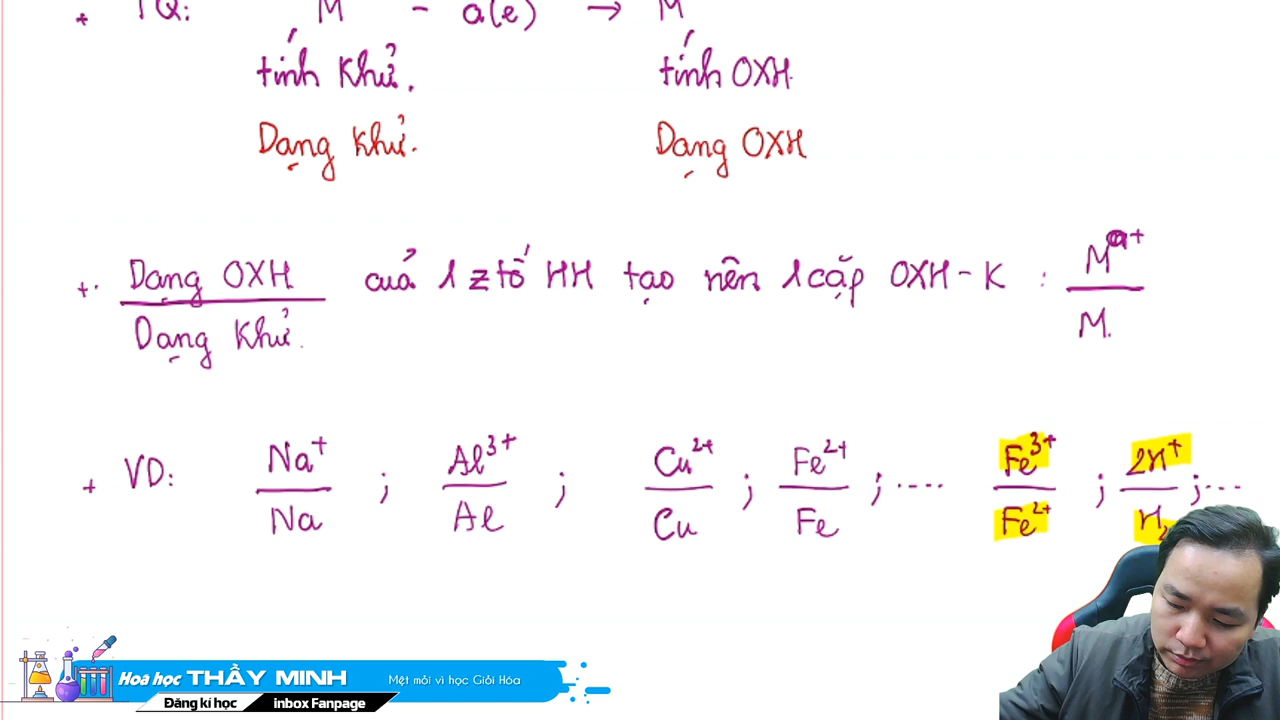 + TQ: M - a(e) → M
tính khử. tính OXH.
Dạng khử. Dạng OXH
+. Dạng OXH / Dạng khử. của 1 ztố HH tạo nên 1 cặp OXH-K : Mᵃ⁺ / M.
+ VD: Na⁺ / Na ; Al³⁺ / Al ; Cu²⁺ / Cu ; Fe²⁺ / Fe ; .... Fe³⁺ / Fe²⁺ ; 2H⁺ / H₂ ; ...
Hoá học THẦY MINH
Mệt mỏi vì học Giỏi Hóa
Đăng kí học inbox Fanpage